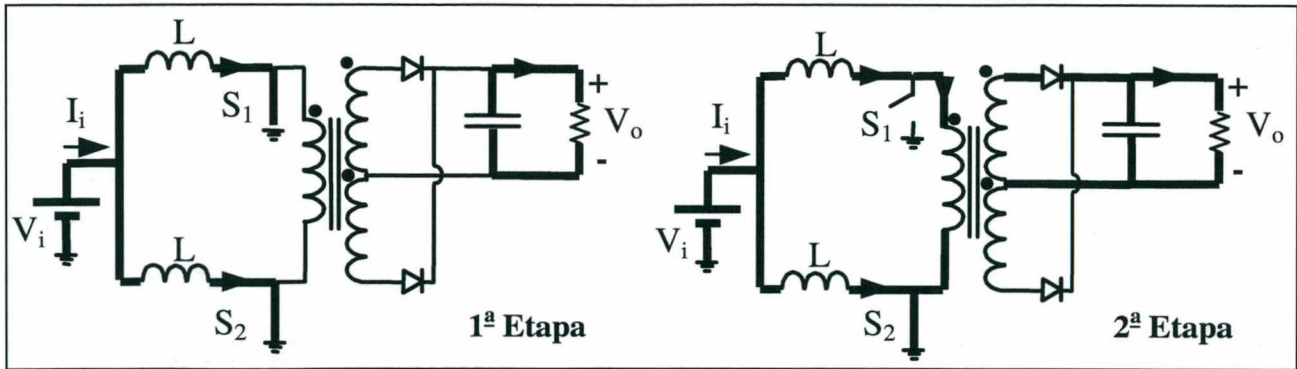 L
S1
Ii
Vi
L
S2
+
Vo
-
1ª Etapa
L
S1
Ii
Vi
L
S2
+
Vo
-
2ª Etapa